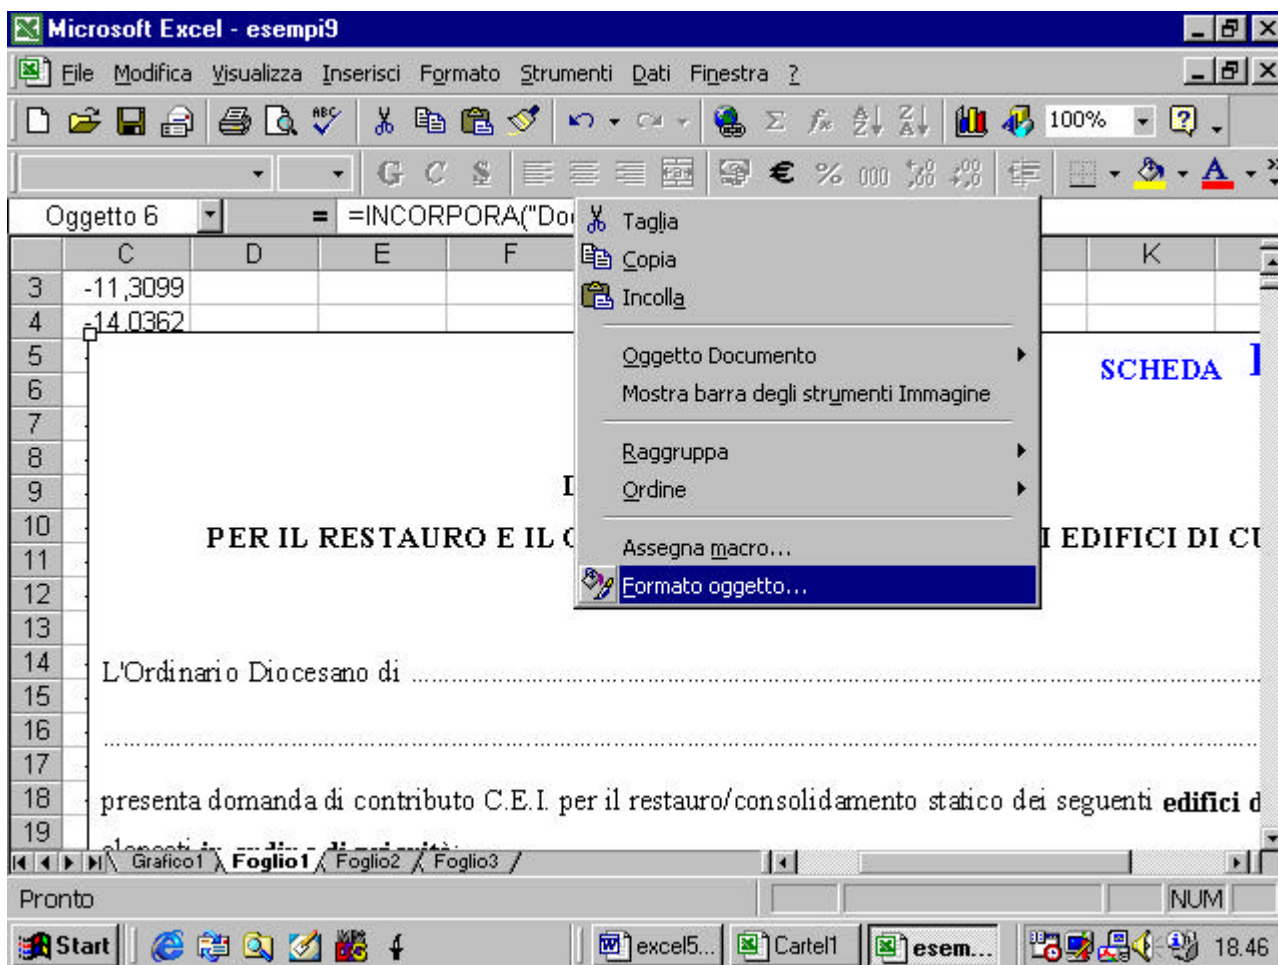 Microsoft Excel - esempi9
File Modifica Visualizza Inserisci Formato Strumenti Dati Finestra ?
ABC 100%
G C S € % 000
Oggetto 6 = =INCORPORA("Do
C D E F K
3 -11,3099
4 -14,0362
5
6
7
8
9
10
11
12
13
14
15
16
17
18
19
Taglia
Copia
Incolla
Oggetto Documento
Mostra barra degli strumenti Immagine
Raggruppa
Ordine
Assegna macro...
Formato oggetto...
SCHEDA
PER IL RESTAURO E IL
I EDIFICI DI CU
L'Ordinario Diocesano di
presenta domanda di contributo C.E.I. per il restauro/consolidamento statico dei seguenti edifici d
Grafico1 Foglio1 Foglio2 Foglio3
Pronto
NUM
Start excel5... Cartel1 esem... 18.46